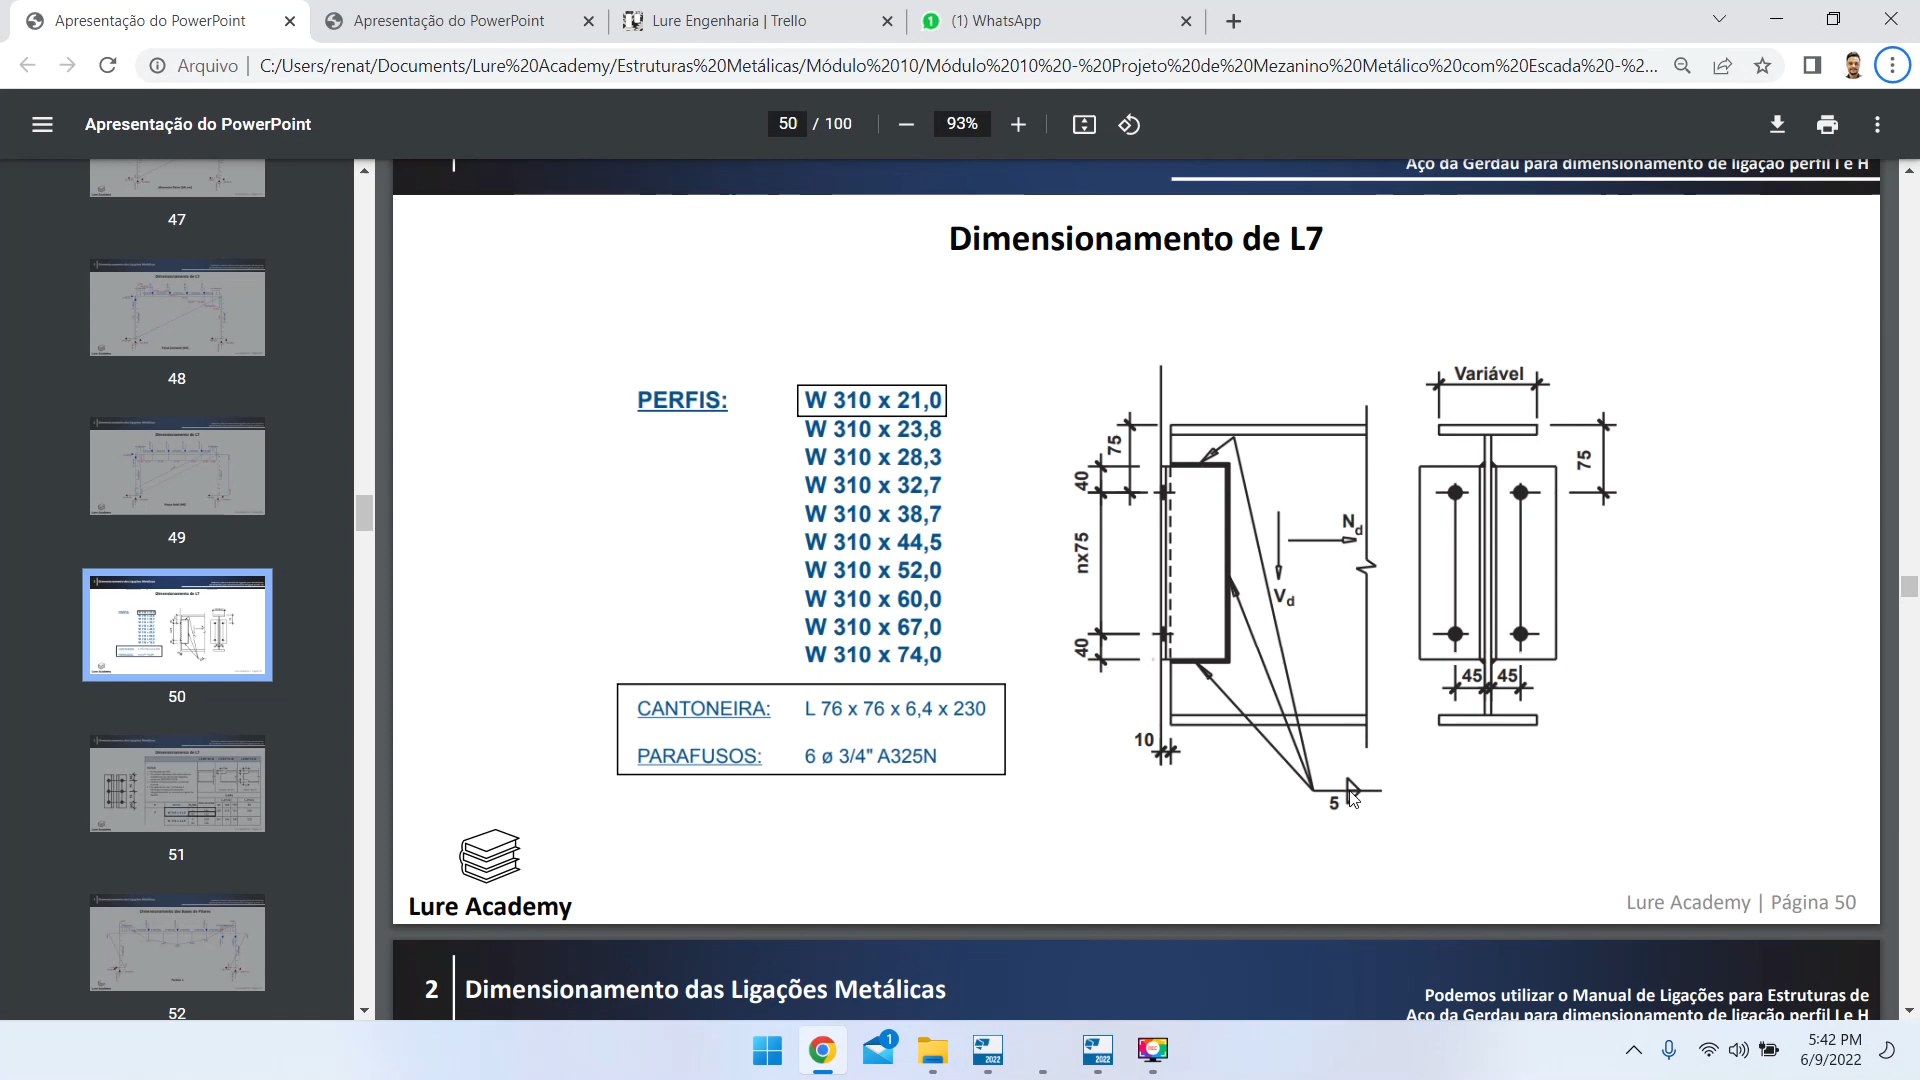 Apresentação do PowerPoint
Apresentação do PowerPoint
Lure Engenharia | Trello
(1) WhatsApp
Arquivo
C:/Users/renat/Documents/Lure%20Academy/Estruturas%20Metálicas/Módulo%2010/Módulo%2010%20-%20Projeto%20de%20Mezanino%20Metálico%20com%20Escada%20-%2...
Apresentação do PowerPoint
50 / 100
93%
47
48
49
50
51
52
Aço da Gerdau para dimensionamento de ligação perfil I e H
Dimensionamento de L7
PERFIS:
W 310 x 21,0
W 310 x 23,8
W 310 x 28,3
W 310 x 32,7
W 310 x 38,7
W 310 x 44,5
W 310 x 52,0
W 310 x 60,0
W 310 x 67,0
W 310 x 74,0
CANTONEIRA: L 76 x 76 x 6,4 x 230
PARAFUSOS: 6 ø 3/4" A325N
75
40
nx75
40
10
Nd
Vd
5
Variável
75
45 45
Lure Academy
Lure Academy | Página 50
2 Dimensionamento das Ligações Metálicas
Podemos utilizar o Manual de Ligações para Estruturas de
Aço da Gerdau para dimensionamento de ligação perfil I e H
1
2022
2022
5:42 PM
6/9/2022